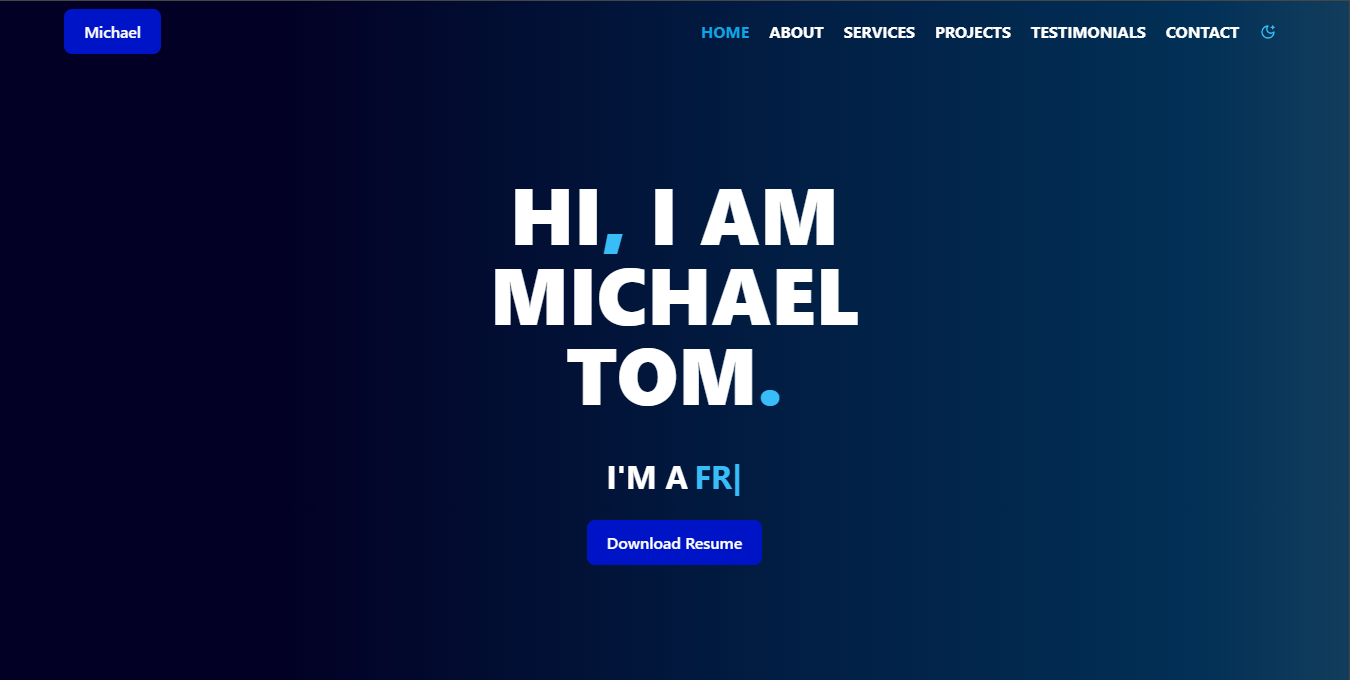 Michael
HOME ABOUT SERVICES PROJECTS TESTIMONIALS CONTACT
HI, I AM
MICHAEL
TOM.
I'M A FR|
Download Resume